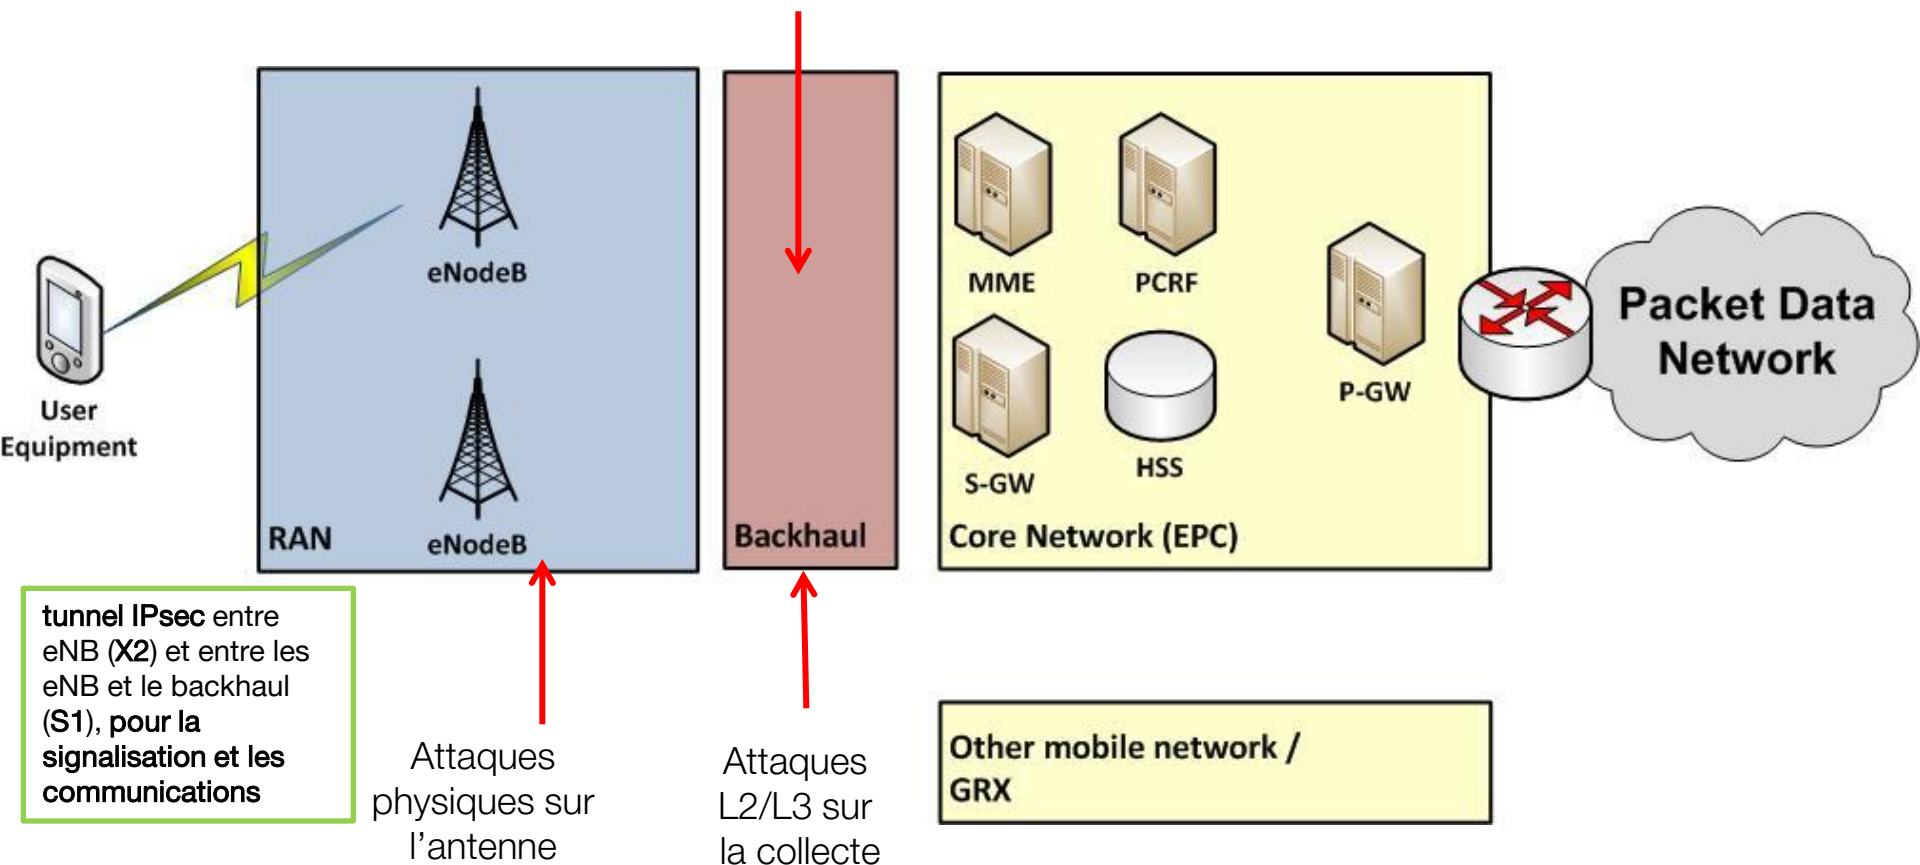 eNodeB
eNodeB
RAN
User
Equipment
Backhaul
MME
PCRF
S-GW
HSS
P-GW
Core Network (EPC)
Packet Data
Network
tunnel IPsec entre
eNB (X2) et entre les
eNB et le backhaul
(S1), pour la
signalisation et les
communications
Attaques
physiques sur
l’antenne
Attaques
L2/L3 sur
la collecte
Other mobile network /
GRX